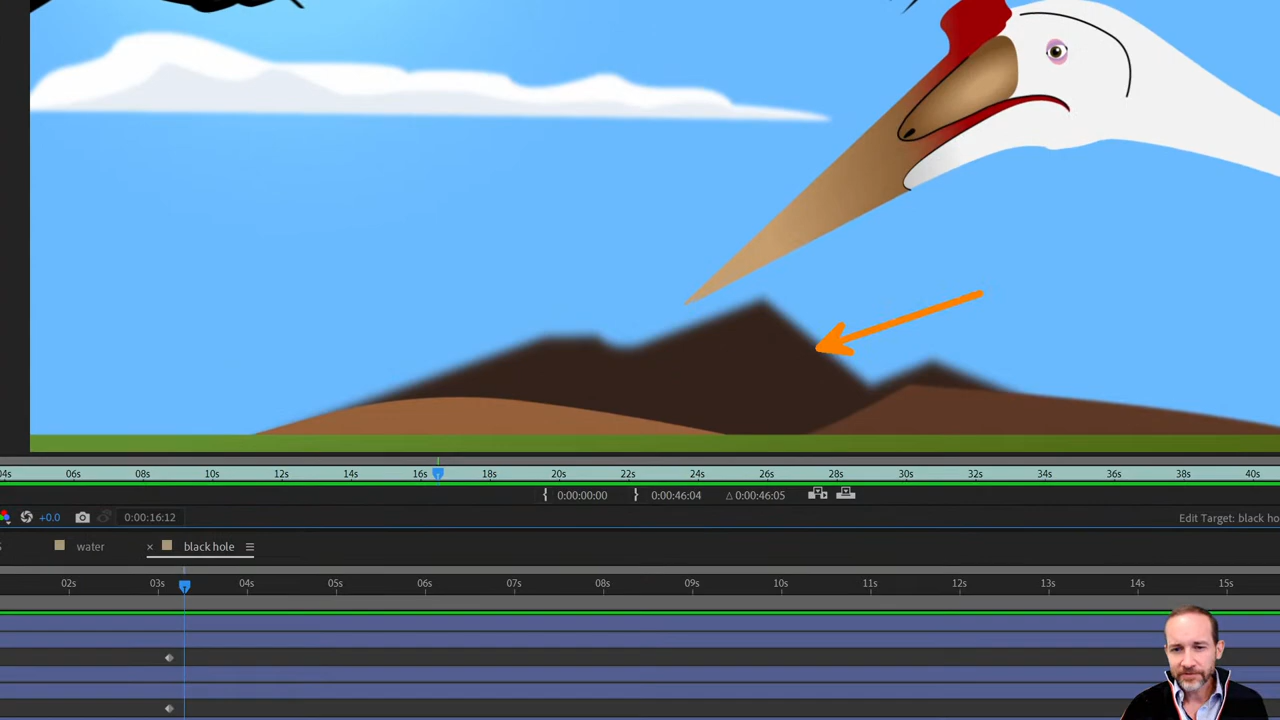 04s 06s 08s 10s 12s 14s 16s 18s 20s 22s 24s 26s 28s 30s 32s 34s 36s 38s 40s
{ 0:00:00:00 } 0:00:46:04 Δ 0:00:46:05
+0.0 0:00:16:12 Edit Target: black ho
s water × black hole
02s 03s 04s 05s 06s 07s 08s 09s 10s 11s 12s 13s 14s 15s